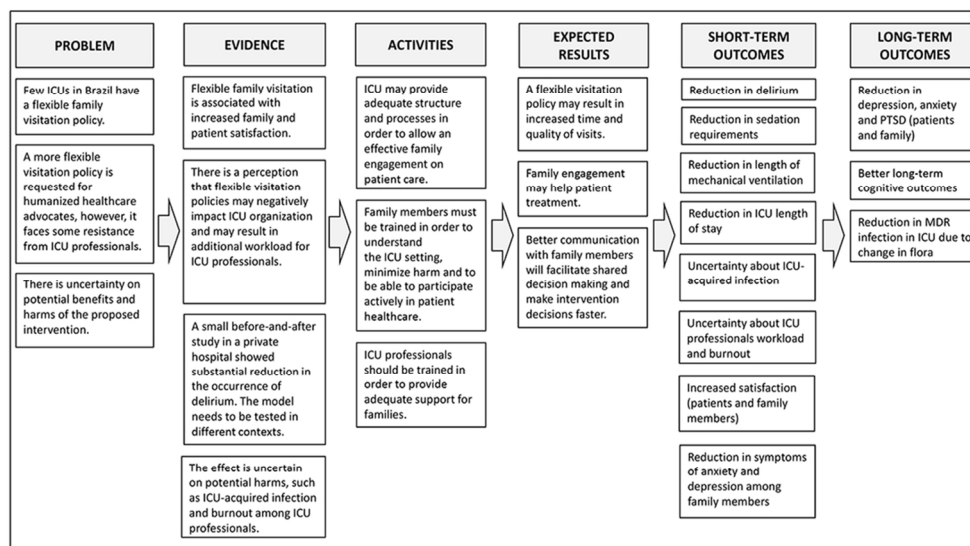 PROBLEM
Few ICUs in Brazil have
a flexible family
visitation policy.
A more flexible
visitation policy is
requested for
humanized healthcare
advocates, however, it
faces some resistance
from ICU professionals.
There is uncertainty on
potential benefits and
harms of the proposed
intervention.
EVIDENCE
Flexible family visitation
is associated with
increased family and
patient satisfaction.
There is a perception
that flexible visitation
policies may negatively
impact ICU organization
and may result in
additional workload for
ICU professionals.
A small before-and-after
study in a private
hospital showed
substantial reduction in
the occurrence of
delirium. The model
needs to be tested in
different contexts.
The effect is uncertain
on potential harms, such
as ICU-acquired infection
and burnout among ICU
professionals.
ACTIVITIES
ICU may provide
adequate structure
and processes in
order to allow an
effective family
engagement on
patient care.
Family members must
be trained in order to
understand
the ICU setting,
minimize harm and to
be able to participate
actively in patient
healthcare.
ICU professionals
should be trained in
order to provide
adequate support for
families.
EXPECTED
RESULTS
A flexible visitation
policy may result in
increased time and
quality of visits.
Family engagement
may help patient
treatment.
Better communication
with family members
will facilitate shared
decision making and
make intervention
decisions faster.
SHORT-TERM
OUTCOMES
Reduction in delirium
Reduction in sedation
requirements
Reduction in length of
mechanical ventilation
Reduction in ICU length of
stay
Uncertainty about ICU-
acquired infection
Uncertainty about ICU
professionals workload
and burnout
Increased satisfaction
(patients and family
members)
Reduction in symptoms
of anxiety and
depression among
family members
LONG-TERM
OUTCOMES
Reduction in
depression, anxiety
and PTSD (patients
and family)
Better long-term
cognitive outcomes
Reduction in MDR
infection in ICU due to
change in flora